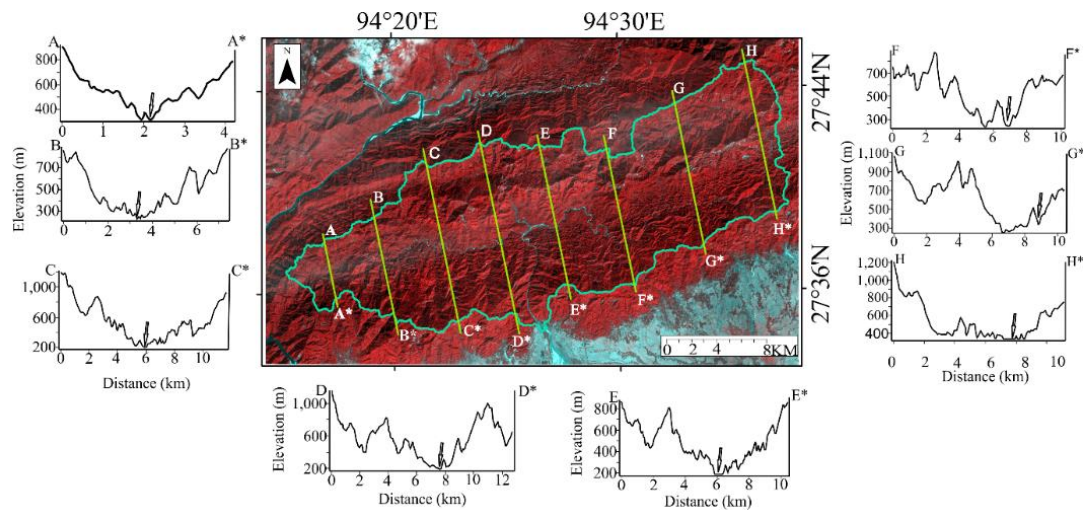 94°20'E 94°30'E
A A*
800
600
400
Elevation (m)
0 1 2 3 4
B B*
700
500
300
0 2 4 6
C C*
1,000
600
200
0 2 4 6 8 10
Distance (km)
N
A B C D E F G H
A* B* C* D* E* F* G* H*
0 2 4 8KM
27°44'N
27°36'N
F F*
700
500
300
0 2 4 6 8 10
G G*
1,100
900
700
500
250
Elevation (m)
0 2 4 6 8 10
H H*
1,200
1,000
800
600
400
0 2 4 6 8 10
Distance (km)
D D*
1,000
600
200
Elevation (m)
0 2 4 6 8 10 12
Distance (km)
E E*
800
600
400
200
Elevation (m)
0 2 4 6 8 10
Distance (km)